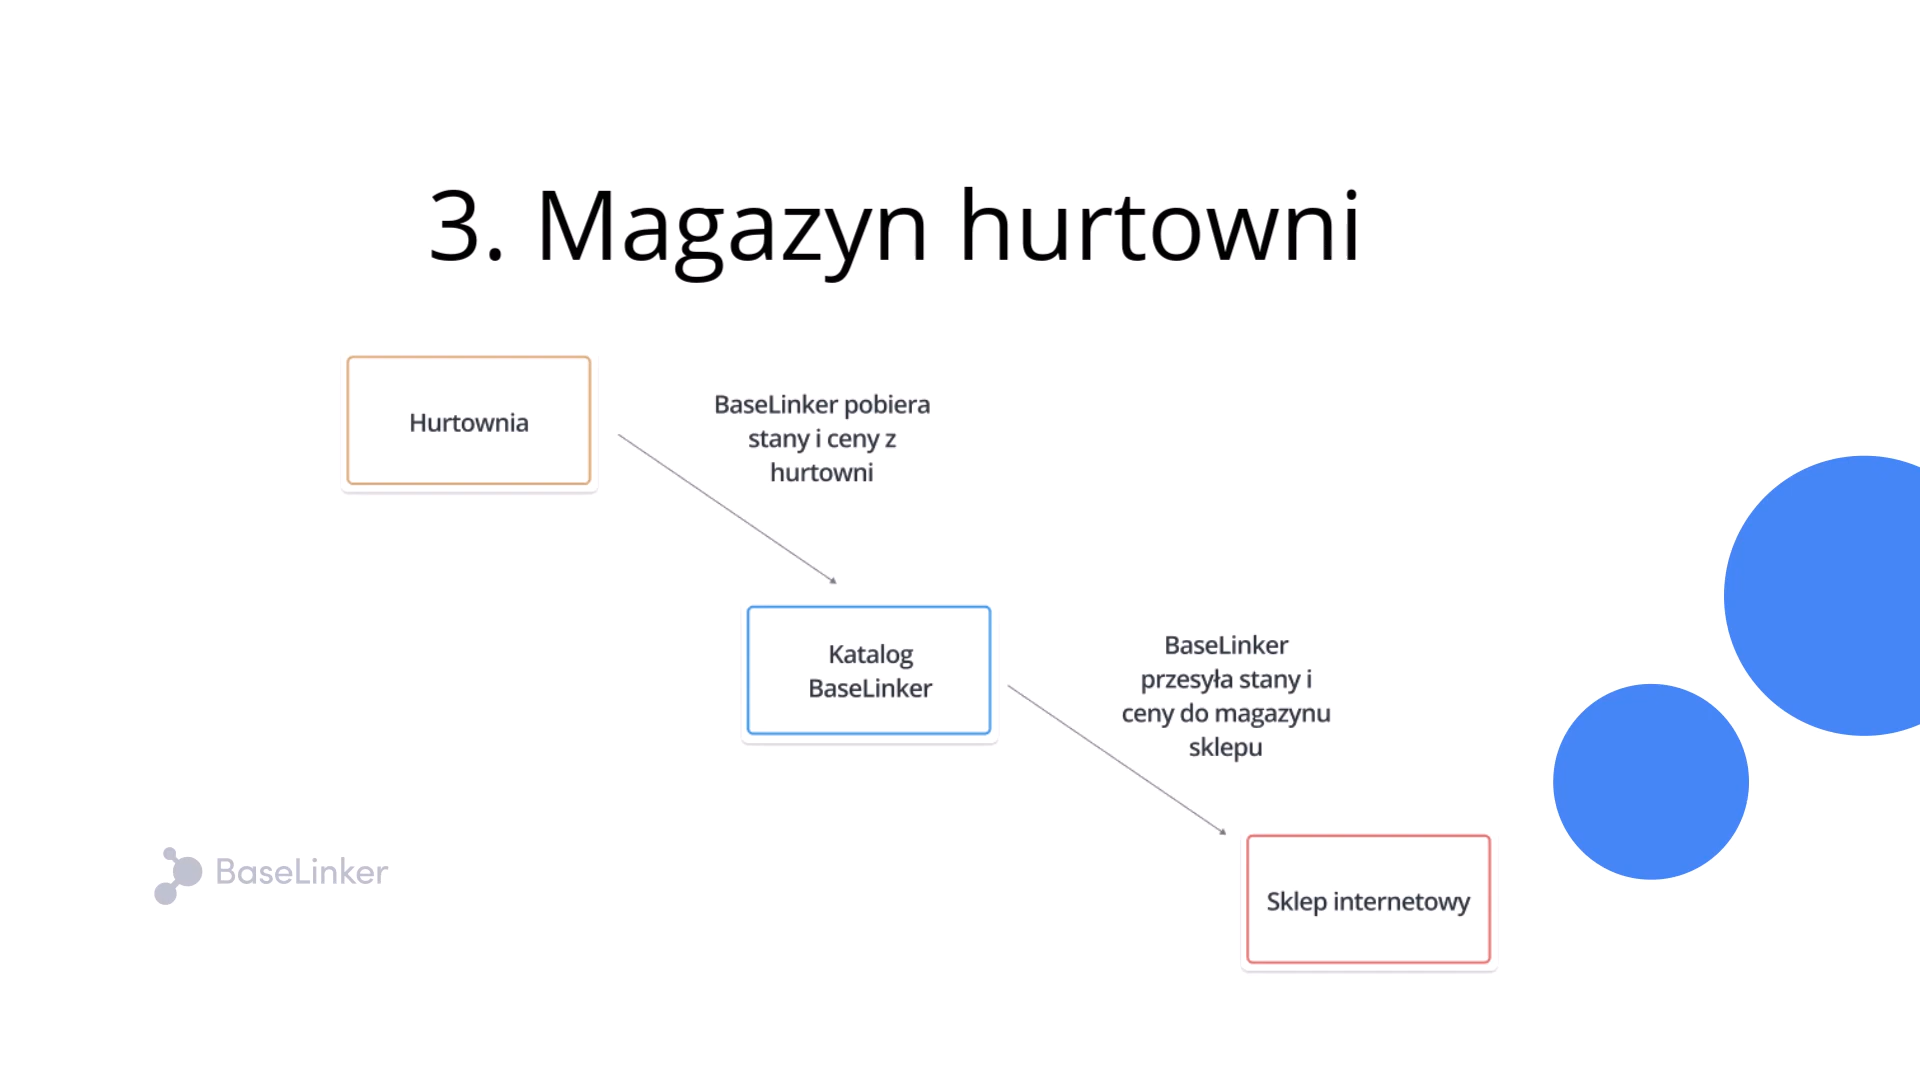 3. Magazyn hurtowni
Hurtownia
BaseLinker pobiera
stany i ceny z
hurtowni
Katalog
BaseLinker
BaseLinker
przesyła stany i
ceny do magazynu
sklepu
Sklep internetowy
BaseLinker